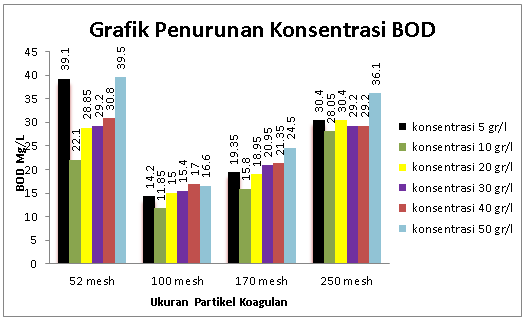 Grafik Penurunan Konsentrasi BOD
BOD Mg/L
45
40
35
30
25
20
15
10
5
0
39.1
22.1
28.85
29.2
30.8
39.5
14.2
11.85
15
15.4
17
16.6
19.35
15.8
18.95
20.95
21.35
24.5
30.4
28.05
30.4
29.2
29.2
36.1
52 mesh
100 mesh
170 mesh
250 mesh
Ukuran Partikel Koagulan
konsentrasi 5 gr/l
konsentrasi 10 gr/l
konsentrasi 20 gr/l
konsentrasi 30 gr/l
konsentrasi 40 gr/l
konsentrasi 50 gr/l